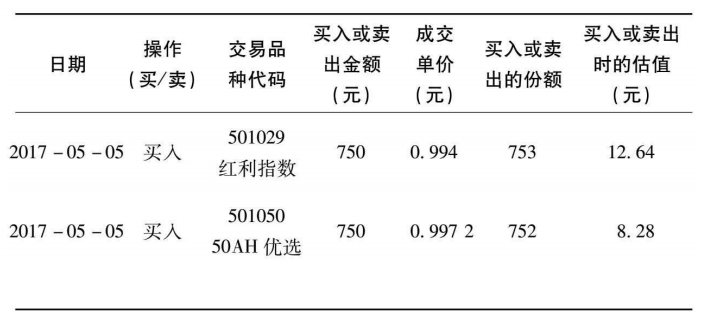 日期 操作（买/卖） 交易品种代码 买入或卖出金额（元） 成交单价（元） 买入或卖出的份额 买入或卖出时的估值（元）
2017-05-05 买入 501029 红利指数 750 0.994 753 12.64
2017-05-05 买入 501050 50AH优选 750 0.997 2 752 8.28